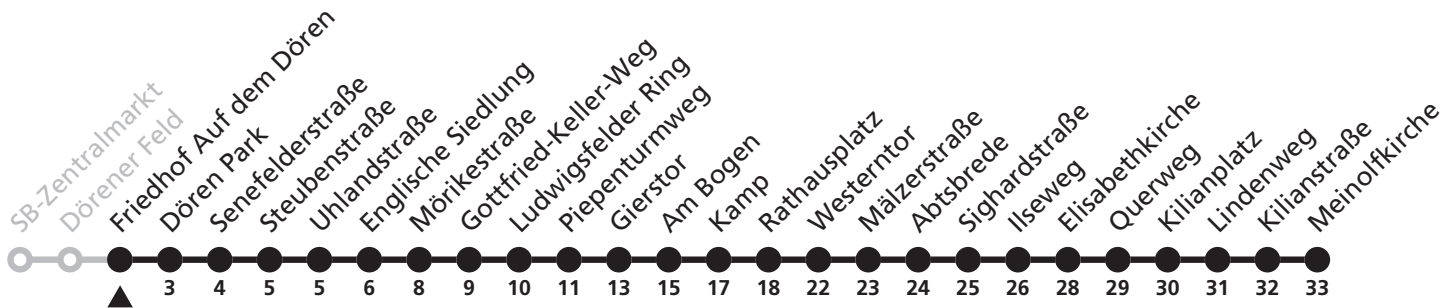 SB-Zentralmarkt
Dörener Feld
Friedhof Auf dem Dören
Dören Park
Senefelderstraße
Steubenstraße
Uhlandstraße
Englische Siedlung
Mörikestraße
Gottfried-Keller-Weg
Ludwigsfelder Ring
Piepenturmweg
Gierstor
Am Bogen
Kamp
Rathausplatz
Westerntor
Mälzerstraße
Abtsbrede
Sighardstraße
Ilseweg
Elisabethkirche
Querweg
Kilianplatz
Lindenweg
Kilianstraße
Meinolfkirche
3 4 5 5 6 8 9 10 11 13 15 17 18 22 23 24 25 26 28 29 30 31 32 33